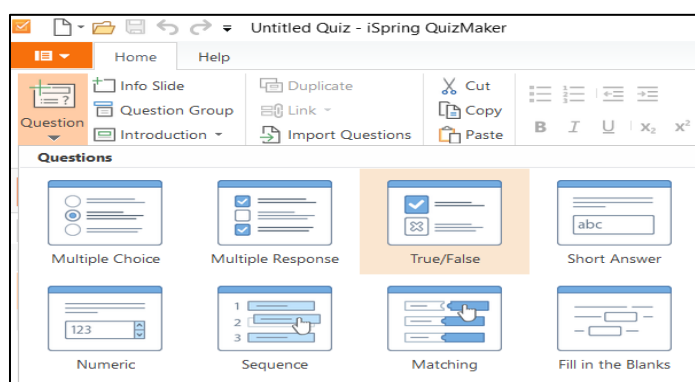 Untitled Quiz - iSpring QuizMaker
Home Help
Info Slide Duplicate Cut
Question Group Link Copy
Question Introduction Import Questions Paste B I U X₂ X²
Questions
abc
Multiple Choice Multiple Response True/False Short Answer
123 1 2 3
Numeric Sequence Matching Fill in the Blanks